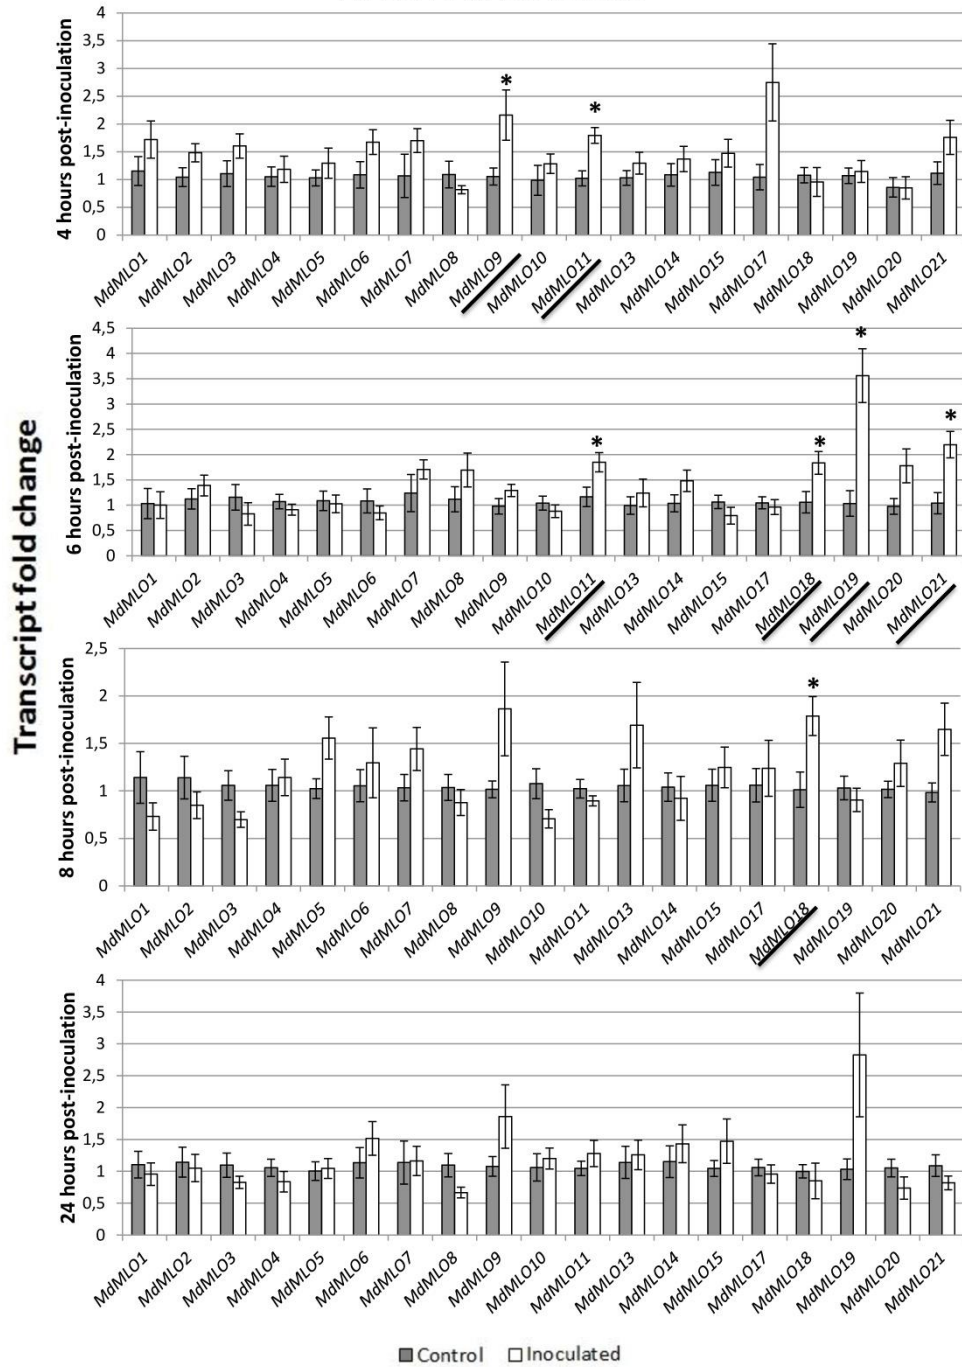 Transcript fold change
4 hours post-inoculation
4
3,5
3
2,5
2
1,5
1
0,5
0
*
*
*
MdMLO1
MdMLO2
MdMLO3
MdMLO4
MdMLO5
MdMLO6
MdMLO7
MdMLO8
MdMLO9
MdMLO10
MdMLO11
MdMLO13
MdMLO14
MdMLO15
MdMLO17
MdMLO18
MdMLO19
MdMLO20
MdMLO21
6 hours post-inoculation
4,5
4
3,5
3
2,5
2
1,5
1
0,5
0
*
*
*
*
MdMLO1
MdMLO2
MdMLO3
MdMLO4
MdMLO5
MdMLO6
MdMLO7
MdMLO8
MdMLO9
MdMLO10
MdMLO11
MdMLO13
MdMLO14
MdMLO15
MdMLO17
MdMLO18
MdMLO19
MdMLO20
MdMLO21
8 hours post-inoculation
2,5
2
1,5
1
0,5
0
*
MdMLO1
MdMLO2
MdMLO3
MdMLO4
MdMLO5
MdMLO6
MdMLO7
MdMLO8
MdMLO9
MdMLO10
MdMLO11
MdMLO13
MdMLO14
MdMLO15
MdMLO17
MdMLO18
MdMLO19
MdMLO20
MdMLO21
24 hours post-inoculation
4
3,5
3
2,5
2
1,5
1
0,5
0
MdMLO1
MdMLO2
MdMLO3
MdMLO4
MdMLO5
MdMLO6
MdMLO7
MdMLO8
MdMLO9
MdMLO10
MdMLO11
MdMLO13
MdMLO14
MdMLO15
MdMLO17
MdMLO18
MdMLO19
MdMLO20
MdMLO21
Control Inoculated